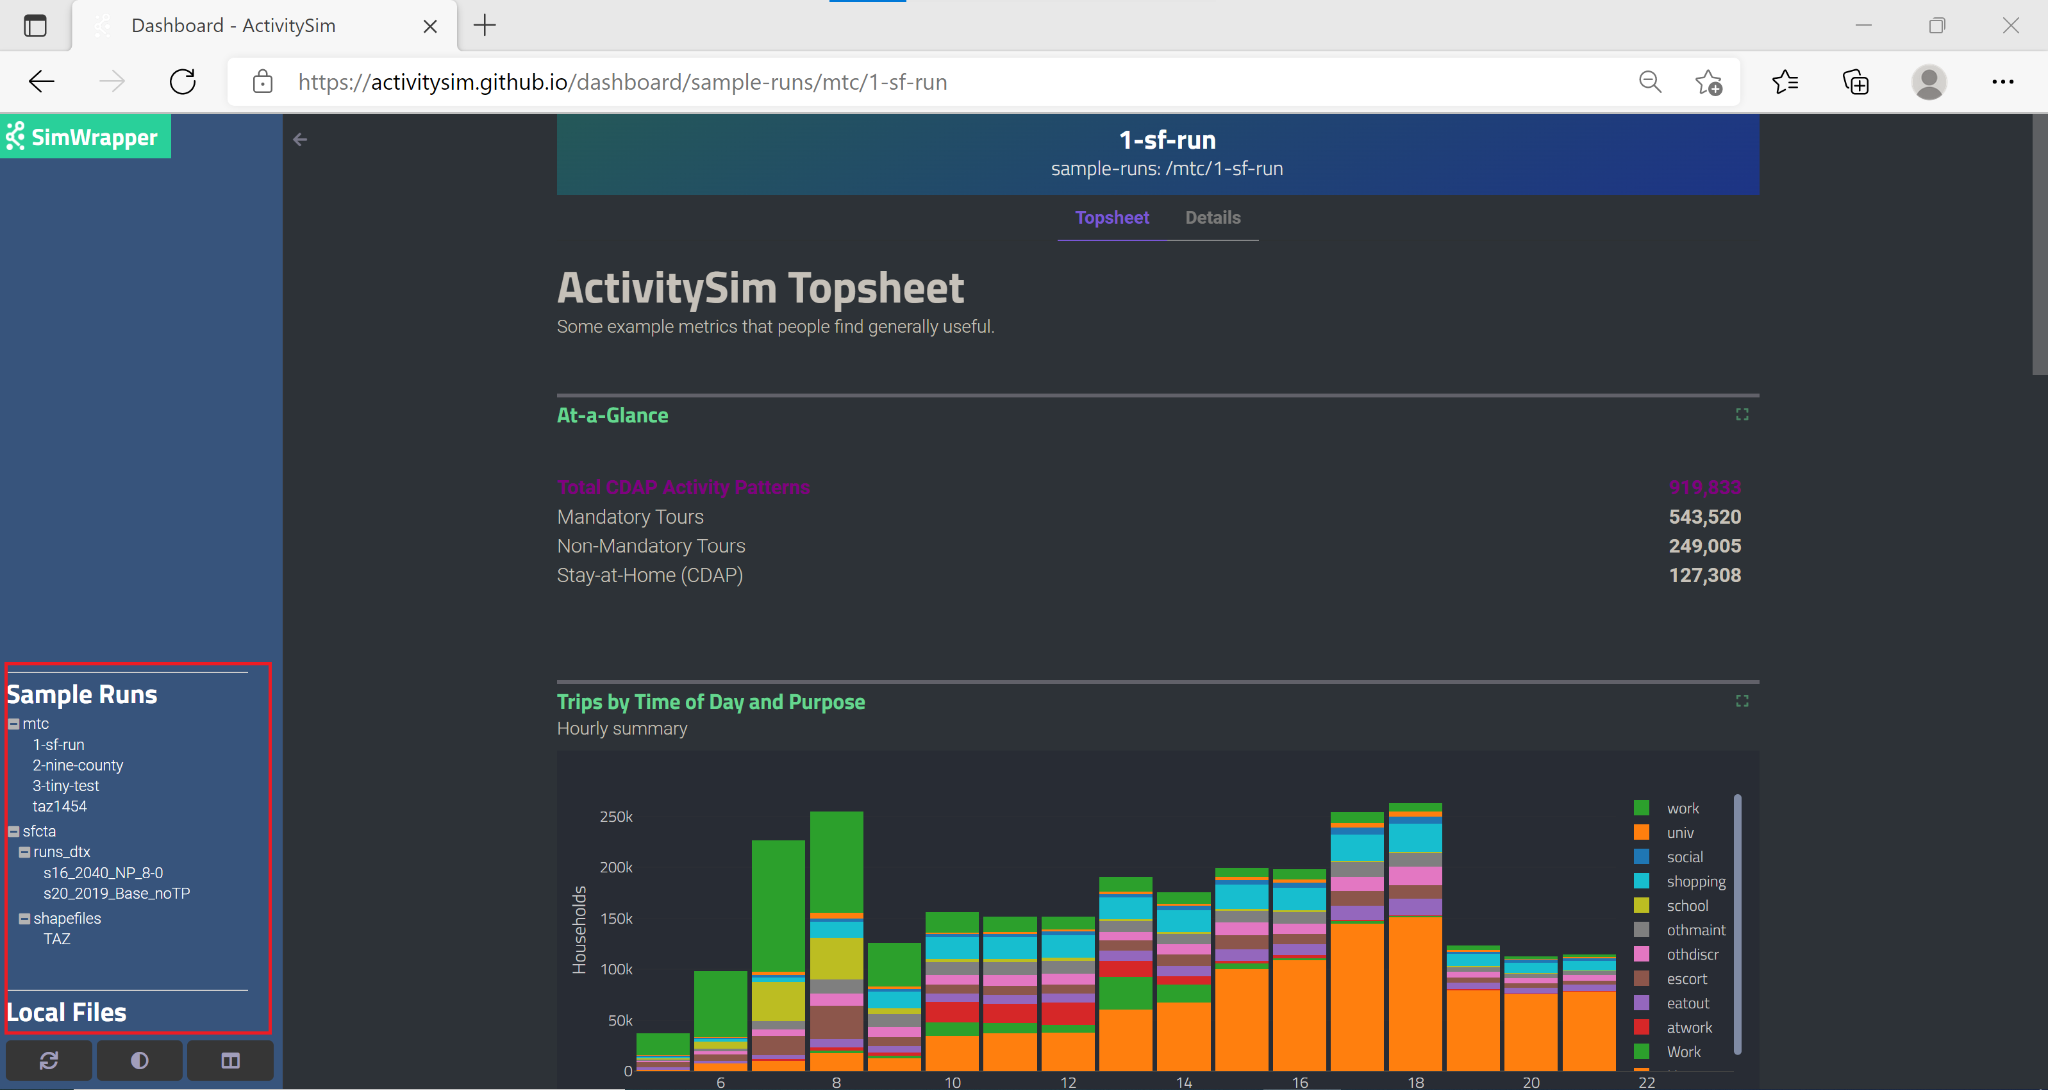 Dashboard - ActivitySim
https://activitysim.github.io/dashboard/sample-runs/mtc/1-sf-run
SimWrapper
1-sf-run
sample-runs: /mtc/1-sf-run
Topsheet
Details
ActivitySim Topsheet
Some example metrics that people find generally useful.
At-a-Glance
Total CDAP Activity Patterns 919,833
Mandatory Tours 543,520
Non-Mandatory Tours 249,005
Stay-at-Home (CDAP) 127,308
Sample Runs
mtc
1-sf-run
2-nine-county
3-tiny-test
taz1454
sfcta
runs_dtx
s16_2040_NP_8-0
s20_2019_Base_noTP
shapefiles
TAZ
Local Files
Trips by Time of Day and Purpose
Hourly summary
Households
250k
200k
150k
100k
50k
0
6 8 10 12 14 16 18 20 22
work
univ
social
shopping
school
othmaint
othdiscr
escort
eatout
atwork
Work